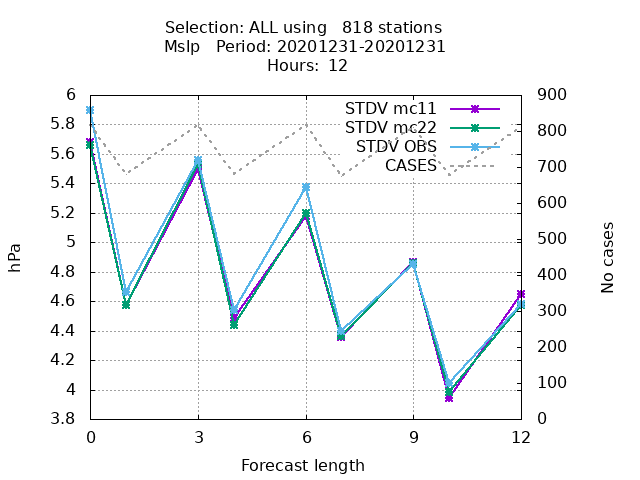 Selection: ALL using   818 stations
Mslp   Period: 20201231-20201231
Hours:  12
STDV mc11
STDV mc22
STDV OBS
CASES
6
5.8
5.6
5.4
5.2
5
4.8
4.6
4.4
4.2
4
3.8
900
800
700
600
500
400
300
200
100
0
hPa
No cases
0 3 6 9 12
Forecast length